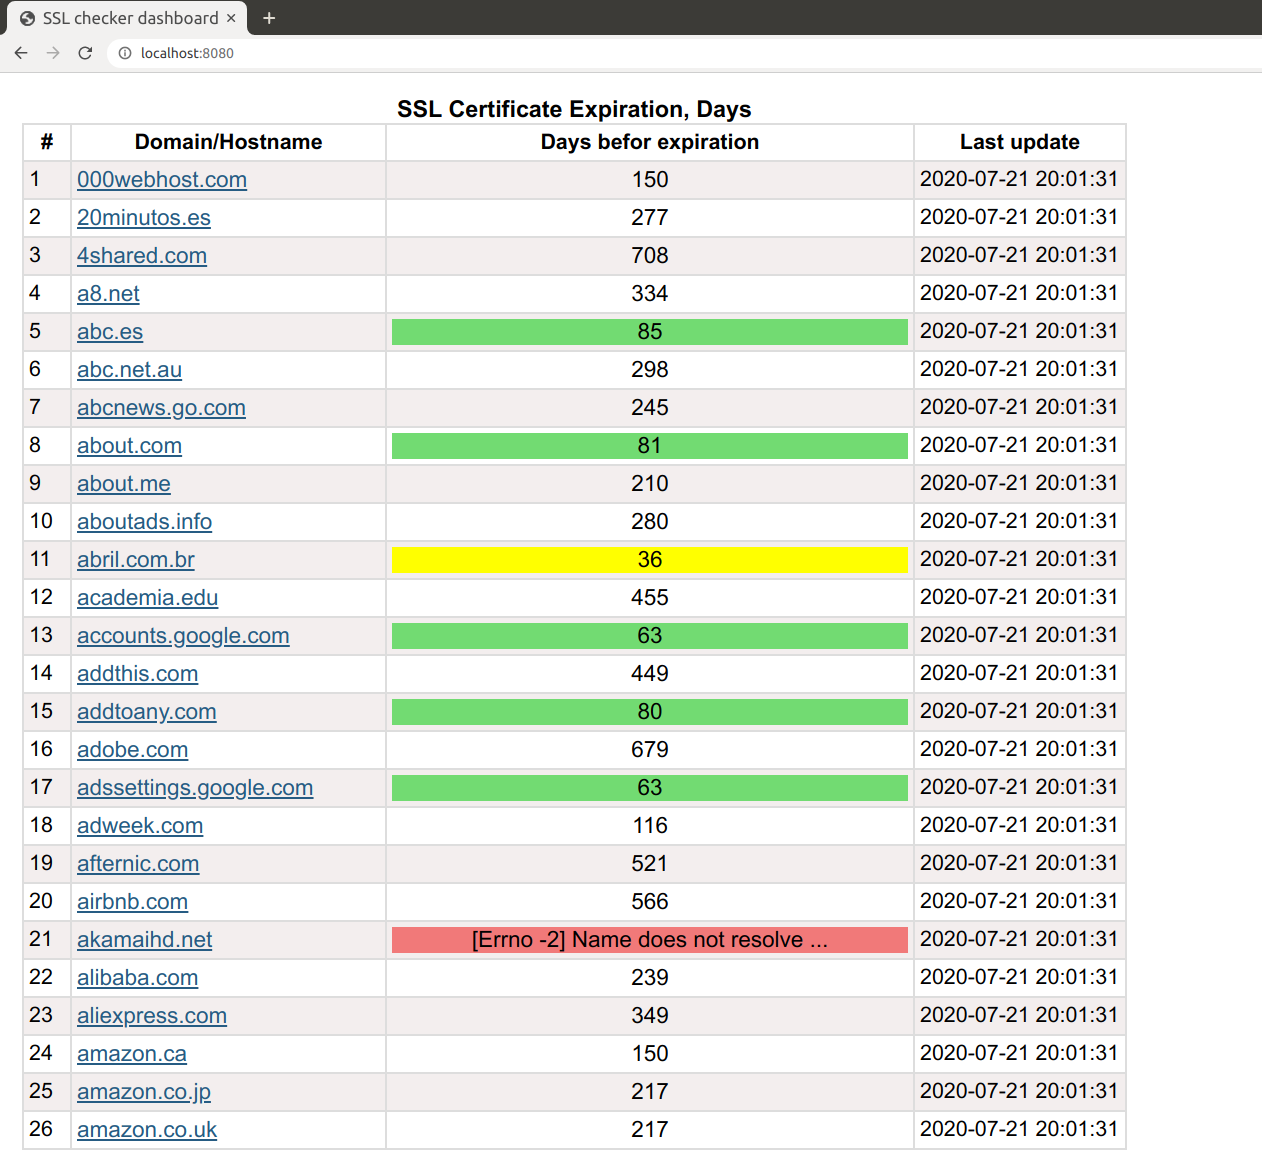 SSL checker dashboard
localhost:8080
SSL Certificate Expiration, Days
# Domain/Hostname Days befor expiration Last update
1 000webhost.com 150 2020-07-21 20:01:31
2 20minutos.es 277 2020-07-21 20:01:31
3 4shared.com 708 2020-07-21 20:01:31
4 a8.net 334 2020-07-21 20:01:31
5 abc.es 85 2020-07-21 20:01:31
6 abc.net.au 298 2020-07-21 20:01:31
7 abcnews.go.com 245 2020-07-21 20:01:31
8 about.com 81 2020-07-21 20:01:31
9 about.me 210 2020-07-21 20:01:31
10 aboutads.info 280 2020-07-21 20:01:31
11 abril.com.br 36 2020-07-21 20:01:31
12 academia.edu 455 2020-07-21 20:01:31
13 accounts.google.com 63 2020-07-21 20:01:31
14 addthis.com 449 2020-07-21 20:01:31
15 addtoany.com 80 2020-07-21 20:01:31
16 adobe.com 679 2020-07-21 20:01:31
17 adssettings.google.com 63 2020-07-21 20:01:31
18 adweek.com 116 2020-07-21 20:01:31
19 afternic.com 521 2020-07-21 20:01:31
20 airbnb.com 566 2020-07-21 20:01:31
21 akamaihd.net [Errno -2] Name does not resolve ... 2020-07-21 20:01:31
22 alibaba.com 239 2020-07-21 20:01:31
23 aliexpress.com 349 2020-07-21 20:01:31
24 amazon.ca 150 2020-07-21 20:01:31
25 amazon.co.jp 217 2020-07-21 20:01:31
26 amazon.co.uk 217 2020-07-21 20:01:31